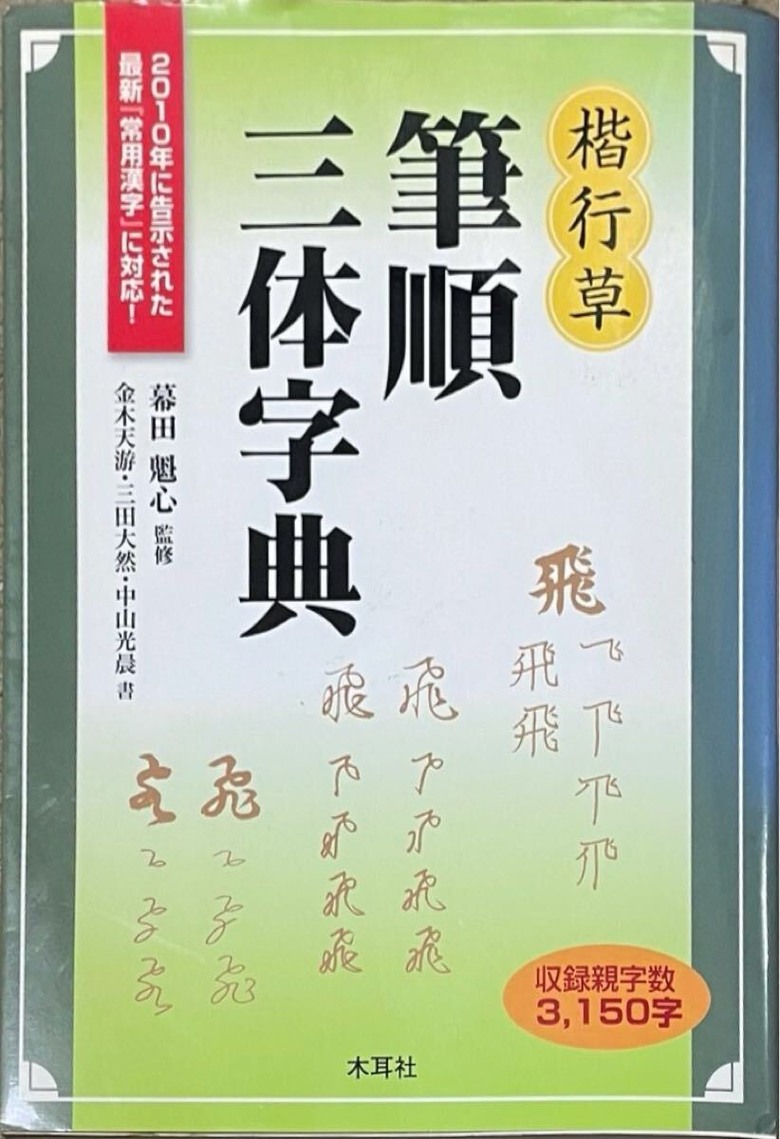 楷行草
筆順
三体字典
2010年に告示された
最新『常用漢字』に対応！
幕田 魁心 監修
金木天游・三田大然・中山光晨 書
飛
飛
飛
飛
飛
飛
飛
収録親字数
3,150字
木耳社